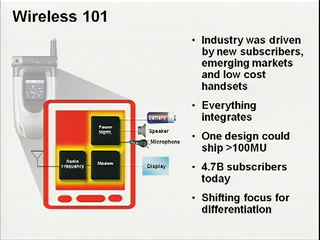 Wireless 101
• Industry was driven
by new subscribers,
emerging markets
and low cost
handsets
• Everything
integrates
• One design could
ship >100MU
• 4.7B subscribers
today
• Shifting focus for
differentiation
Power
Mgmt.
Battery
Speaker
Microphone
Radio
Frequency
Modem
Display